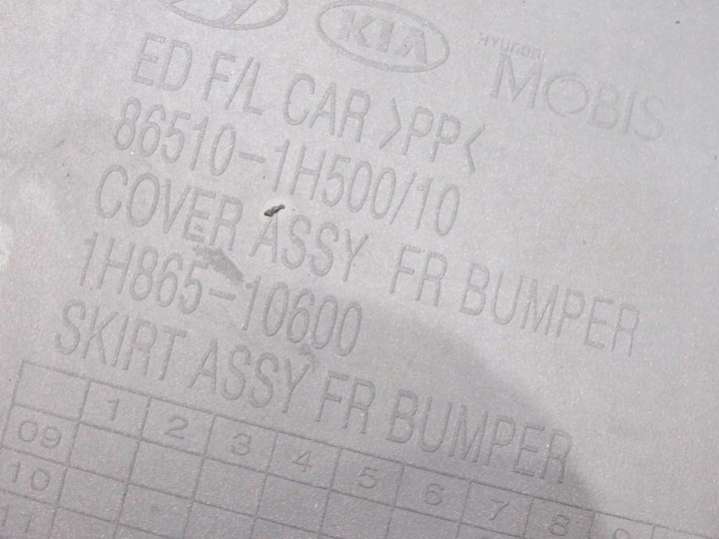 KIA
HYUNDAI
MOBIS
ED F/L CAR >PP<
86510-1H500/10
COVER ASSY FR BUMPER
1H865-10600
SKIRT ASSY FR BUMPER
1 2 3 4 5 6 7 8
09
10
11